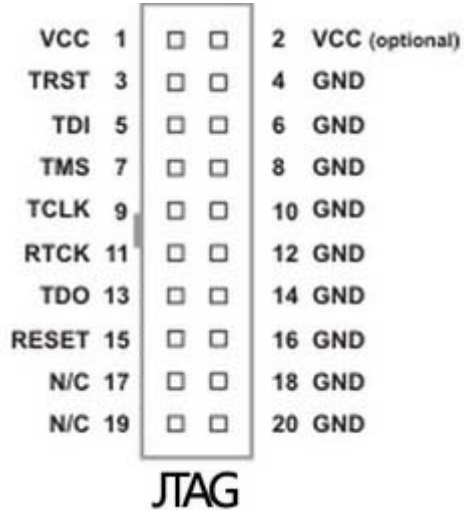 VCC 1 2 VCC (optional)
TRST 3 4 GND
TDI 5 6 GND
TMS 7 8 GND
TCLK 9 10 GND
RTCK 11 12 GND
TDO 13 14 GND
RESET 15 16 GND
N/C 17 18 GND
N/C 19 20 GND
JTAG